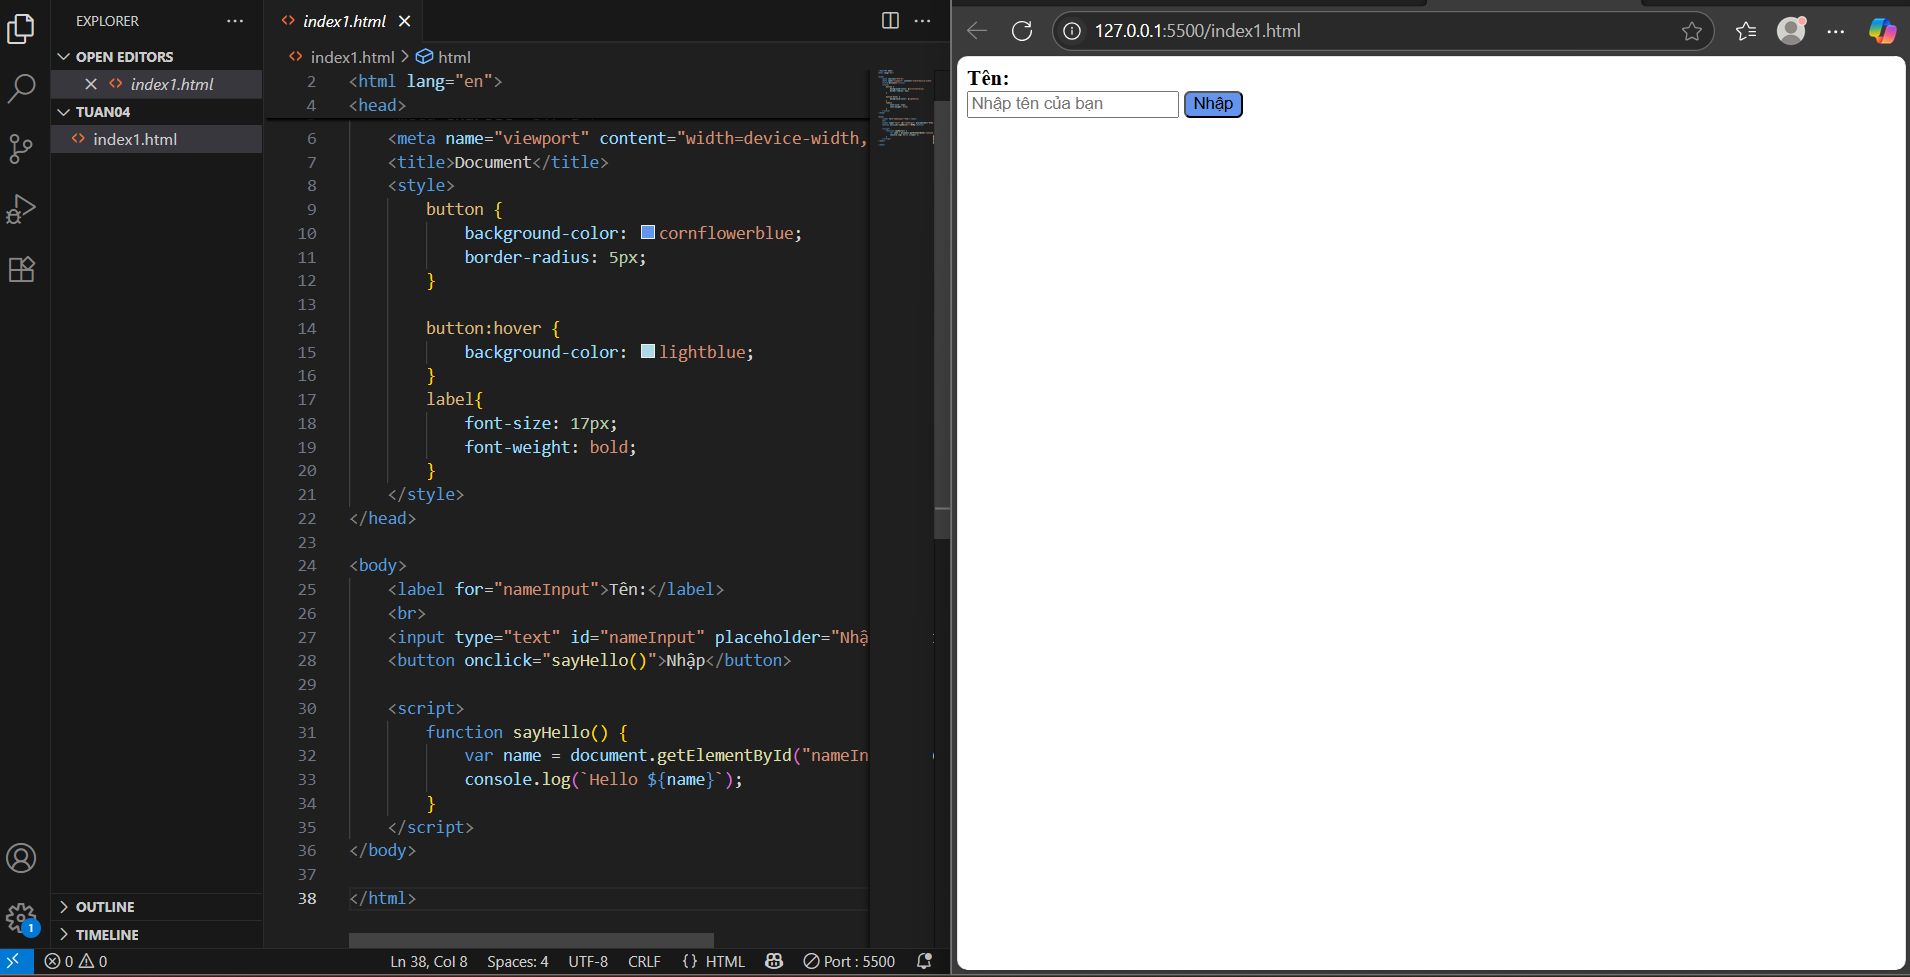 EXPLORER
OPEN EDITORS
index1.html
TUAN04
index1.html
OUTLINE
TIMELINE
1
index1.html
index1.html > html
2 <html lang="en">
4 <head>
6 <meta name="viewport" content="width=device-width,
7 <title>Document</title>
8 <style>
9 button {
10 background-color: cornflowerblue;
11 border-radius: 5px;
12 }
13
14 button:hover {
15 background-color: lightblue;
16 }
17 label{
18 font-size: 17px;
19 font-weight: bold;
20 }
21 </style>
22 </head>
23
24 <body>
25 <label for="nameInput">Tên:</label>
26 <br>
27 <input type="text" id="nameInput" placeholder="Nhậ
28 <button onclick="sayHello()">Nhập</button>
29
30 <script>
31 function sayHello() {
32 var name = document.getElementById("nameIn
33 console.log(`Hello ${name}`);
34 }
35 </script>
36 </body>
37
38 </html>
0 0 Ln 38, Col 8 Spaces: 4 UTF-8 CRLF {} HTML Port : 5500
127.0.0.1:5500/index1.html
Tên:
Nhập tên của bạn Nhập